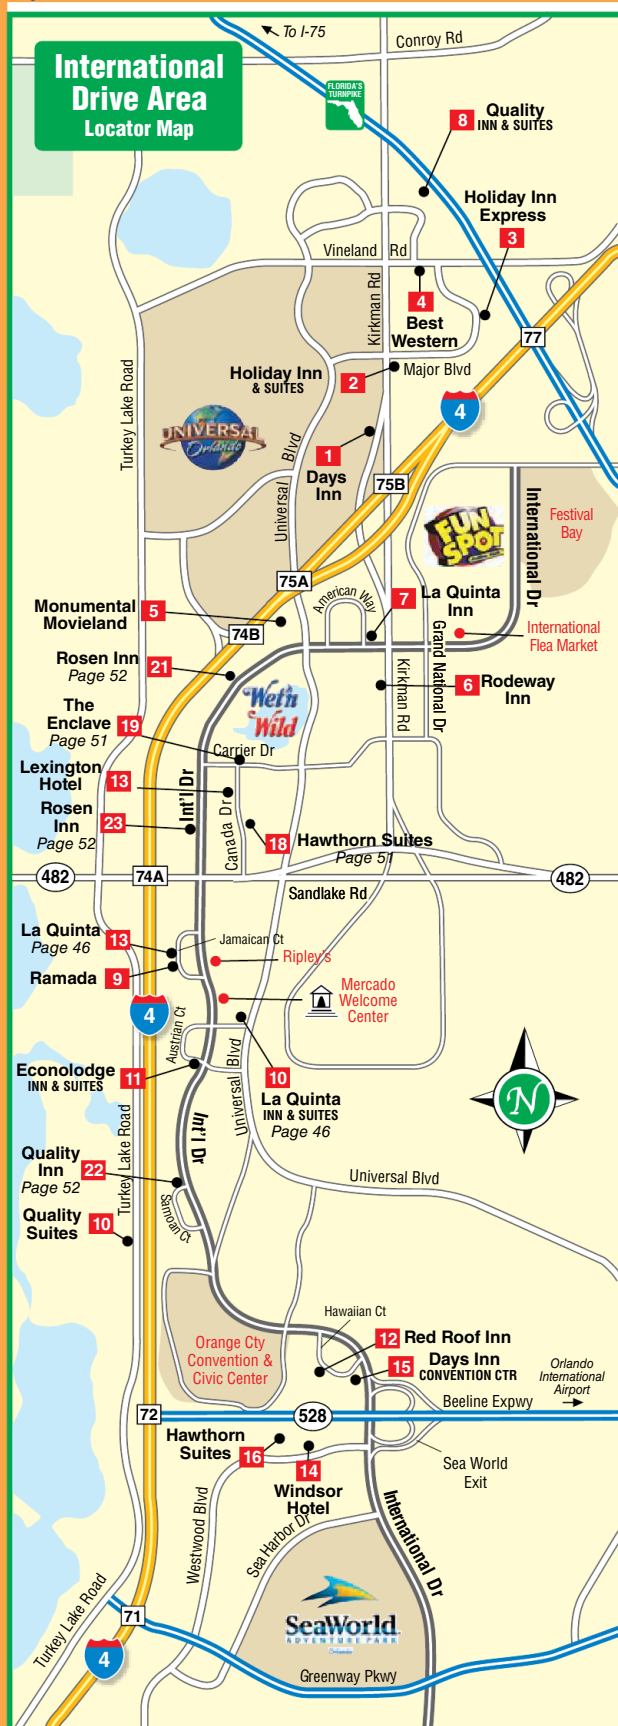 To I-75
Conroy Rd
International
Drive Area
Locator Map
FLORIDA'S
TURNPIKE
8
Quality
INN & SUITES
Holiday Inn
Express
3
Vineland Rd
4
Best
Western
Kirkman Rd
77
Turkey Lake Road
Holiday Inn
& SUITES
2
Major Blvd
4
UNIVERSAL
Orlando
Universal Blvd
1
Days
Inn
75B
FUN
SPOT
International Dr
Festival
Bay
75A
American Way
Monumental
Movieland
5
74B
7
La Quinta
Inn
International
Flea Market
Grand National Dr
Rosen Inn
Page 52
21
Wet'n
Wild
Kirkman Rd
6
Rodeway
Inn
The
Enclave
Page 51
19
Carrier Dr
Lexington
Hotel
13
Int'l Dr
Rosen
Inn
Page 52
23
Canada Dr
18
Hawthorn Suites
Page 51
482
74A
482
Sandlake Rd
La Quinta
Page 46
13
Jamaican Ct
Ripley's
Ramada
9
Mercado
Welcome
Center
4
Austrian Ct
Econolodge
INN & SUITES
11
Universal Blvd
10
La Quinta
INN & SUITES
Page 46
N
Turkey Lake Road
Int'l Dr
Quality
Inn
Page 52
22
Universal Blvd
Samoan Ct
Quality
Suites
10
Hawaiian Ct
Orange Cty
Convention &
Civic Center
12
Red Roof Inn
15
Days Inn
CONVENTION CTR
Orlando
International
Airport
Beeline Expwy
72
528
Hawthorn
Suites
16
14
Windsor
Hotel
Sea World
Exit
Westwood Blvd
Sea Harbor Dr
International Dr
Turkey Lake Road
71
SeaWorld
ADVENTURE PARK
Orlando
4
Greenway Pkwy